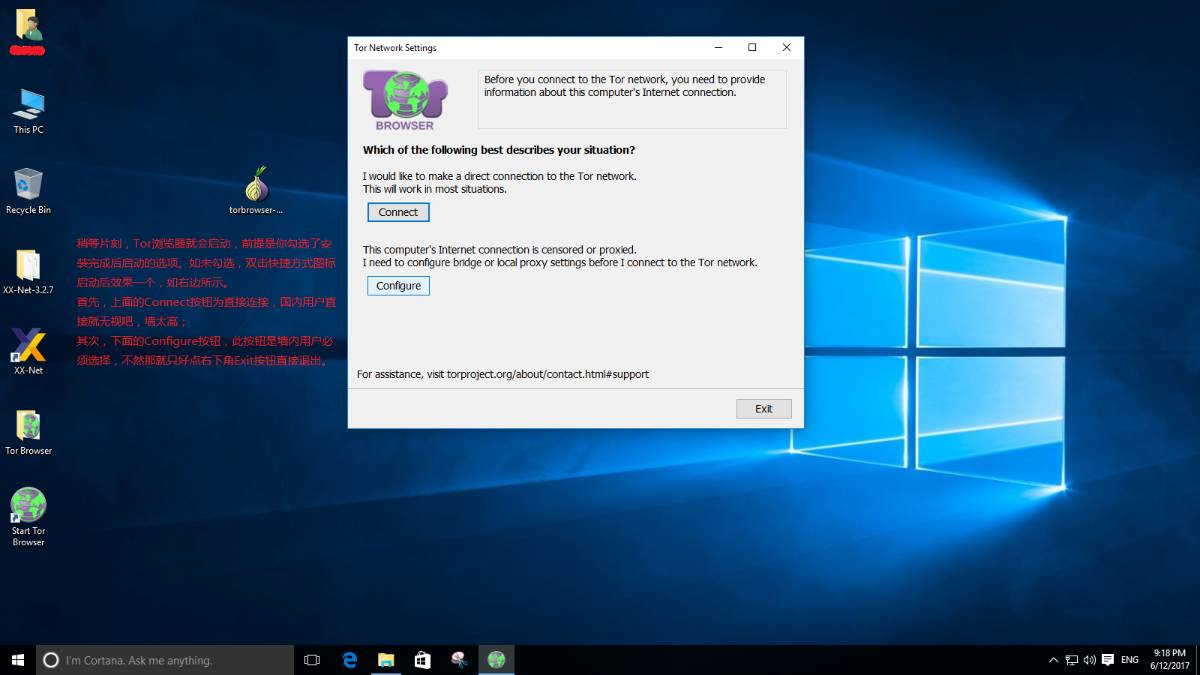 This PC
Recycle Bin
XX-Net-3.2.7
XX-Net
Tor Browser
Start Tor
Browser
torbrowser-...
稍等片刻，Tor浏览器就会启动，前提是你勾选了安
装完成后启动的选项。如未勾选，双击快捷方式图标
启动后效果一个，如右边所示。
首先，上面的Connect按钮为直接连接，国内用户直
接就无视吧，墙太高；
其次，下面的Configure按钮，此按钮是墙内用户必
须选择，不然那就只好点右下角Exit按钮直接退出。
Tor Network Settings
Tor
BROWSER
Before you connect to the Tor network, you need to provide
information about this computer's Internet connection.
Which of the following best describes your situation?
I would like to make a direct connection to the Tor network.
This will work in most situations.
Connect
This computer's Internet connection is censored or proxied.
I need to configure bridge or local proxy settings before I connect to the Tor network.
Configure
For assistance, visit torproject.org/about/contact.html#support
Exit
I'm Cortana. Ask me anything.
ENG
9:18 PM
6/12/2017